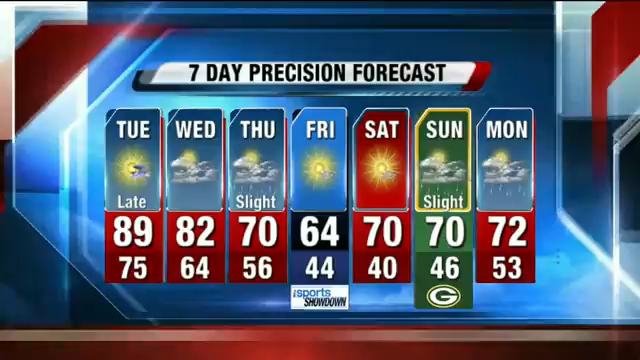 7 DAY PRECISION FORECAST
TUE WED THU FRI SAT SUN MON
Late Slight Slight
89 82 70 64 70 70 72
75 64 56 44 40 46 53
sports
SHOWDOWN
G